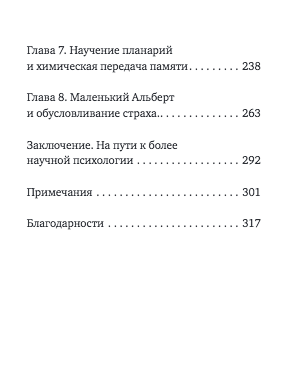 Глава 7. Научение планарий
и химическая передача памяти. . . . . . . . . 238
Глава 8. Маленький Альберт
и обусловливание страха.. . . . . . . . . . . . . 263
Заключение. На пути к более
научной психологии . . . . . . . . . . . . . . . . . 292
Примечания . . . . . . . . . . . . . . . . . . . . . . . 301
Благодарности . . . . . . . . . . . . . . . . . . . . . 317